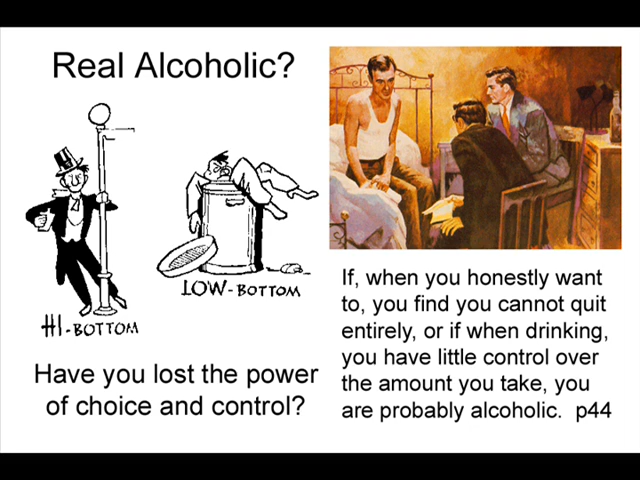 Real Alcoholic?
HI-BOTTOM
LOW-BOTTOM
Have you lost the power
of choice and control?
If, when you honestly want
to, you find you cannot quit
entirely, or if when drinking,
you have little control over
the amount you take, you
are probably alcoholic.  p44